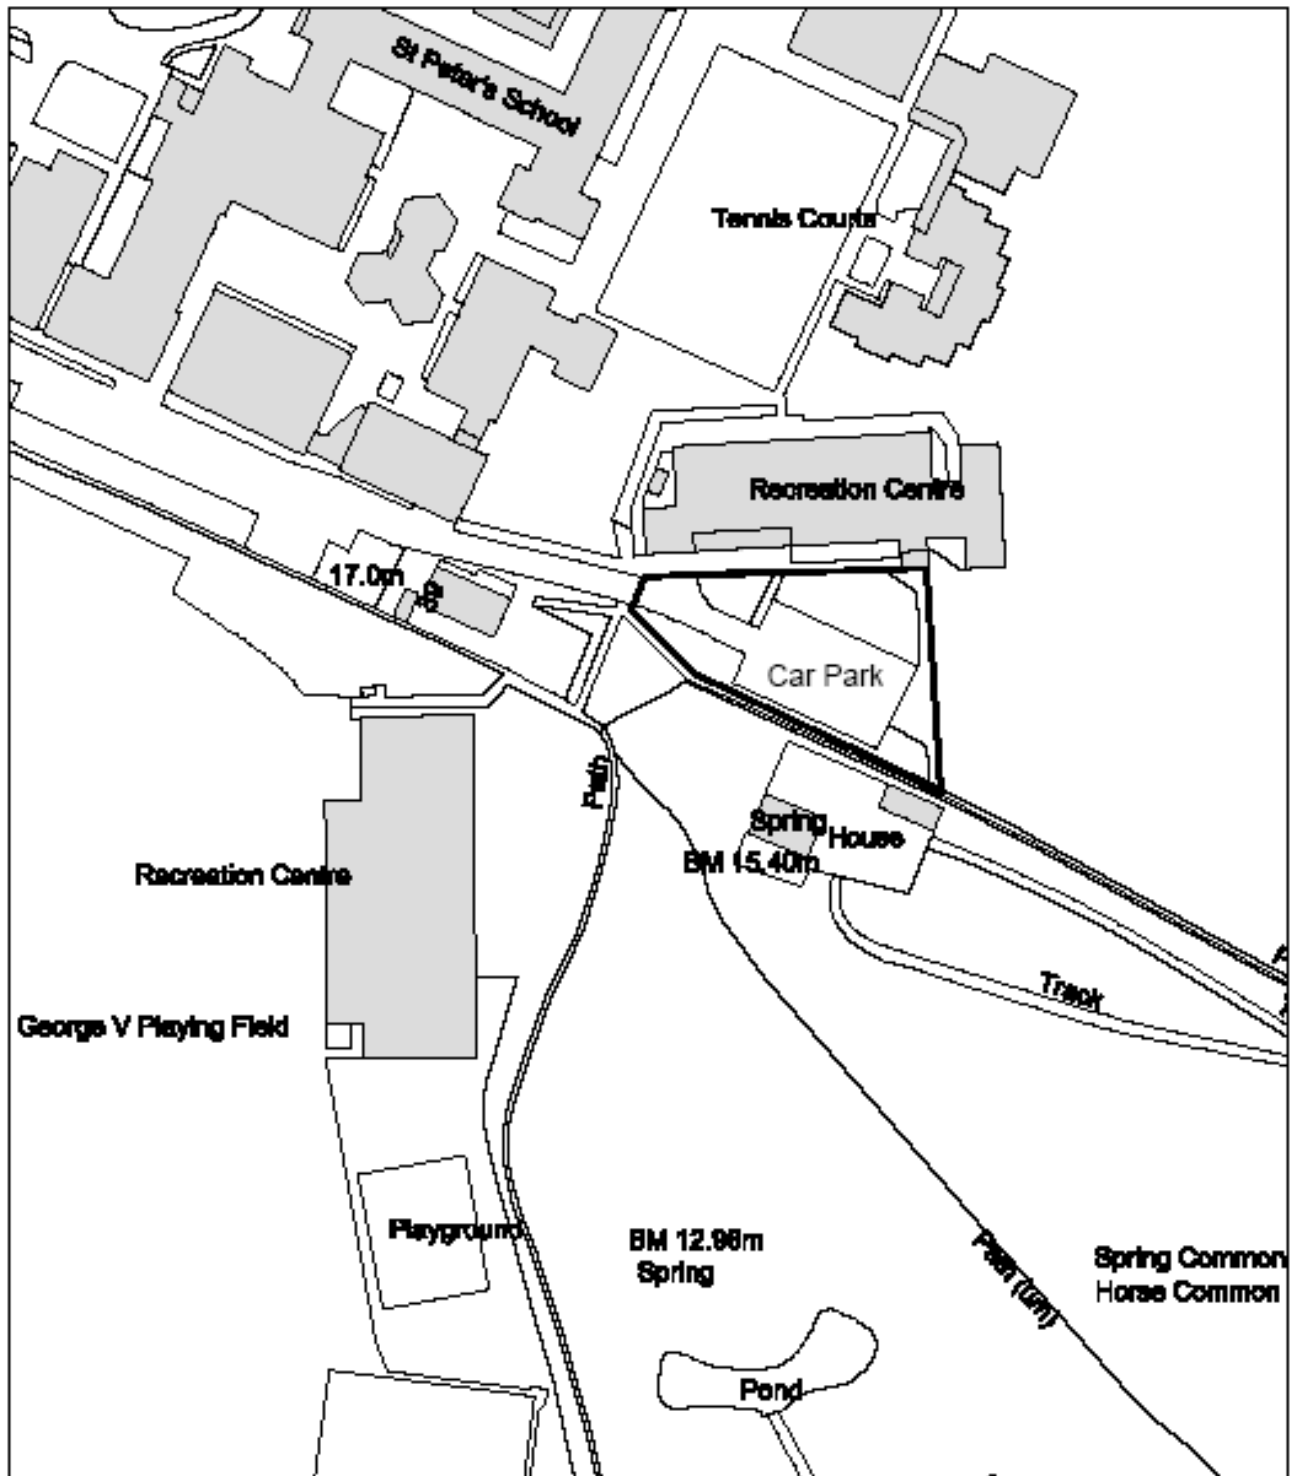 St Peter's School
Tennis Courts
Recreation Centre
17.0m
Car Park
Path
Spring
House
BM 15.40m
Recreation Centre
Track
George V Playing Field
Playground
BM 12.96m
Spring
Path (um)
Spring Common
Horse Common
Pond